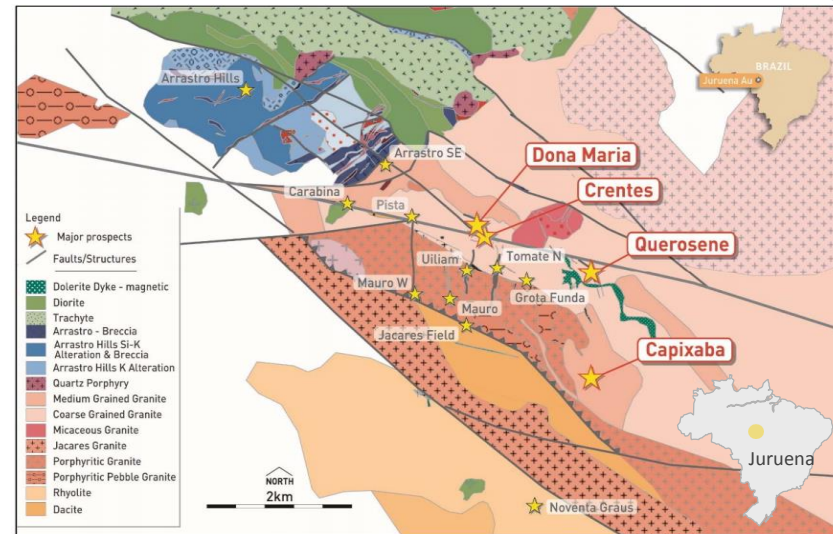 BRAZIL
Juruena Au
Arrastro Hills
Arrastro SE
Dona Maria
Crentes
Carabina
Pista
Querosene
Uiliam
Tomate N
Mauro W
Grota Funda
Mauro
Jacares Field
Capixaba
Juruena
Noventa Graus
NORTH
2km
Legend
Major prospects
Faults/Structures
Dolerite Dyke - magnetic
Diorite
Trachyte
Arrastro - Breccia
Arrastro Hills Si-K
Alteration & Breccia
Arrastro Hills K Alteration
Quartz Porphyry
Medium Grained Granite
Coarse Grained Granite
Micaceous Granite
Jacares Granite
Porphyritic Granite
Porphyritic Pebble Granite
Rhyolite
Dacite